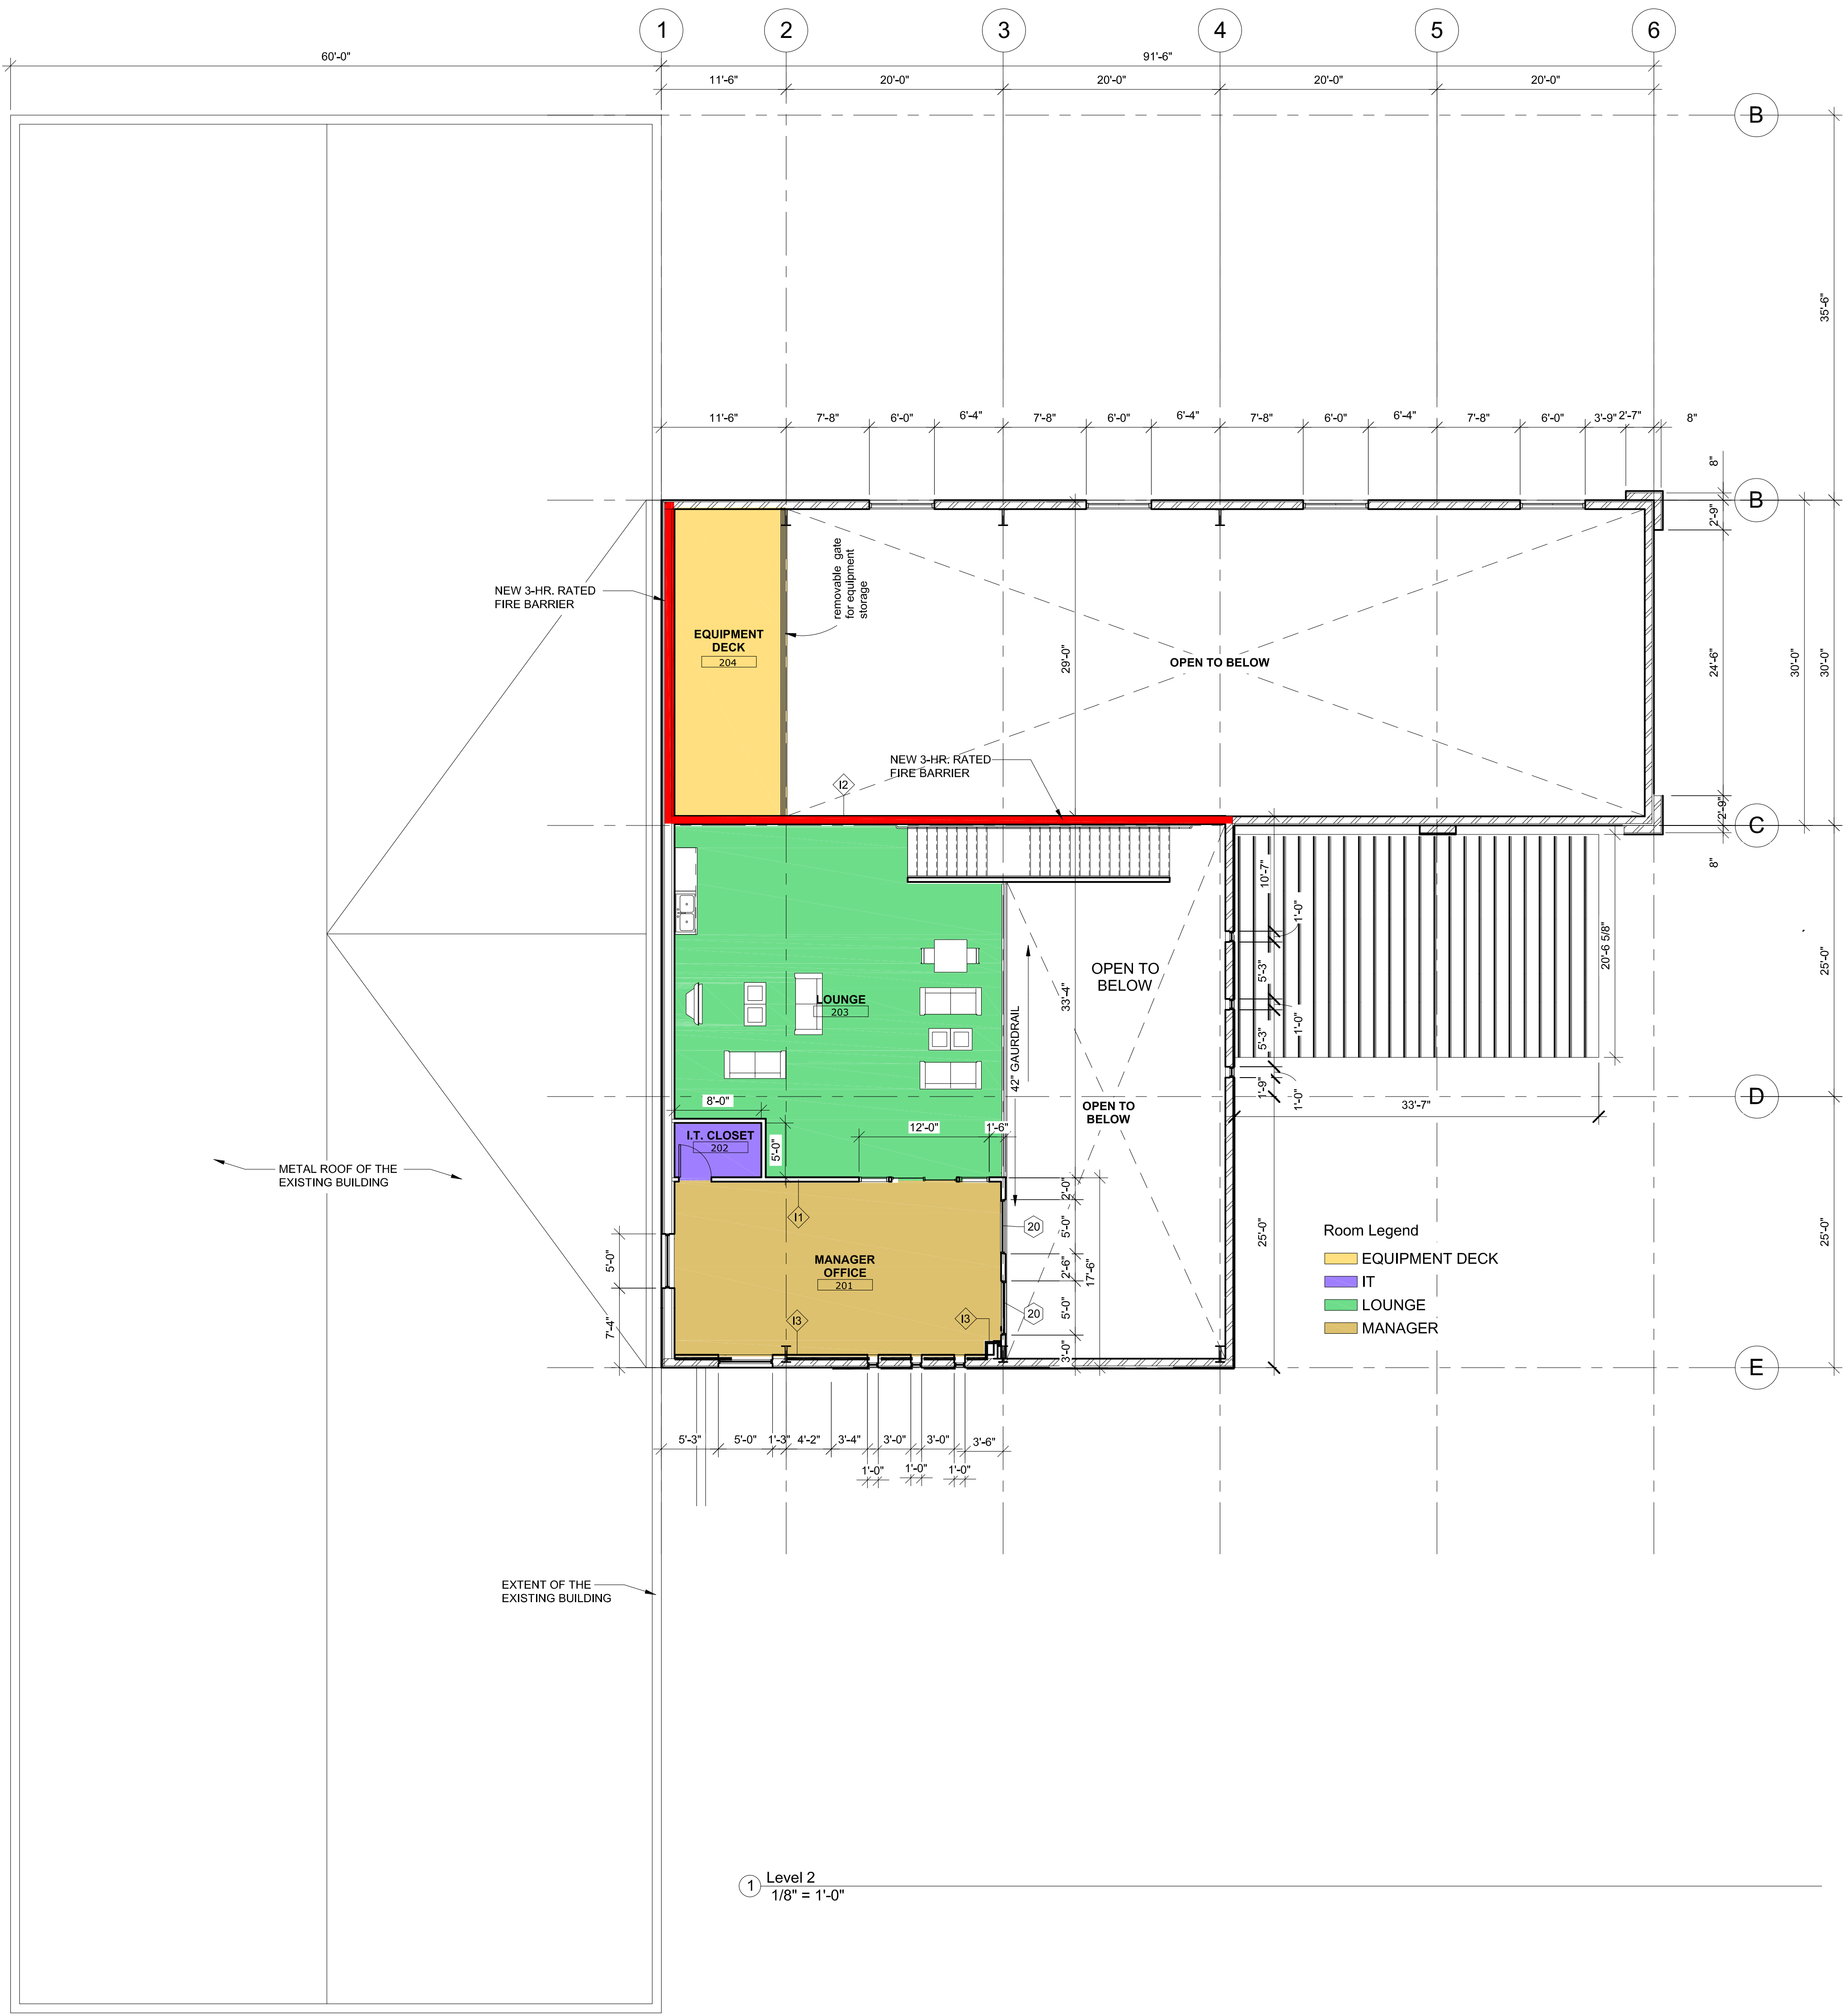 1
2
3
4
5
6
60'-0"
91'-6"
11'-6"
20'-0"
20'-0"
20'-0"
20'-0"
B
35'-6"
11'-6"
7'-8"
6'-0"
6'-4"
7'-8"
6'-0"
6'-4"
7'-8"
6'-0"
6'-4"
7'-8"
6'-0"
3'-9"
2'-7"
8"
8"
B
2'-9"
24'-6"
30'-0"
30'-0"
2'-9"
C
8"
NEW 3-HR. RATED
FIRE BARRIER
EQUIPMENT
DECK
204
removable gate
for equipment
storage
29'-0"
OPEN TO BELOW
NEW 3-HR. RATED
FIRE BARRIER
I2
10'-7"
1'-0"
5'-3"
1'-0"
5'-3"
1'-9"
1'-0"
20'-6 5/8"
25'-0"
33'-7"
D
OPEN TO
BELOW
33'-4"
42" GAURDRAIL
LOUNGE
203
OPEN TO
BELOW
8'-0"
I.T. CLOSET
202
5'-0"
12'-0"
1'-6"
METAL ROOF OF THE
EXISTING BUILDING
I1
2'-0"
5'-0"
2'-6"
17'-6"
5'-0"
3'-0"
20
20
25'-0"
25'-0"
MANAGER
OFFICE
201
I3
I3
5'-0"
7'-4"
Room Legend
EQUIPMENT DECK
IT
LOUNGE
MANAGER
E
5'-3"
5'-0"
1'-3"
4'-2"
3'-4"
3'-0"
3'-0"
3'-6"
1'-0"
1'-0"
1'-0"
EXTENT OF THE
EXISTING BUILDING
1
Level 2
1/8" = 1'-0"